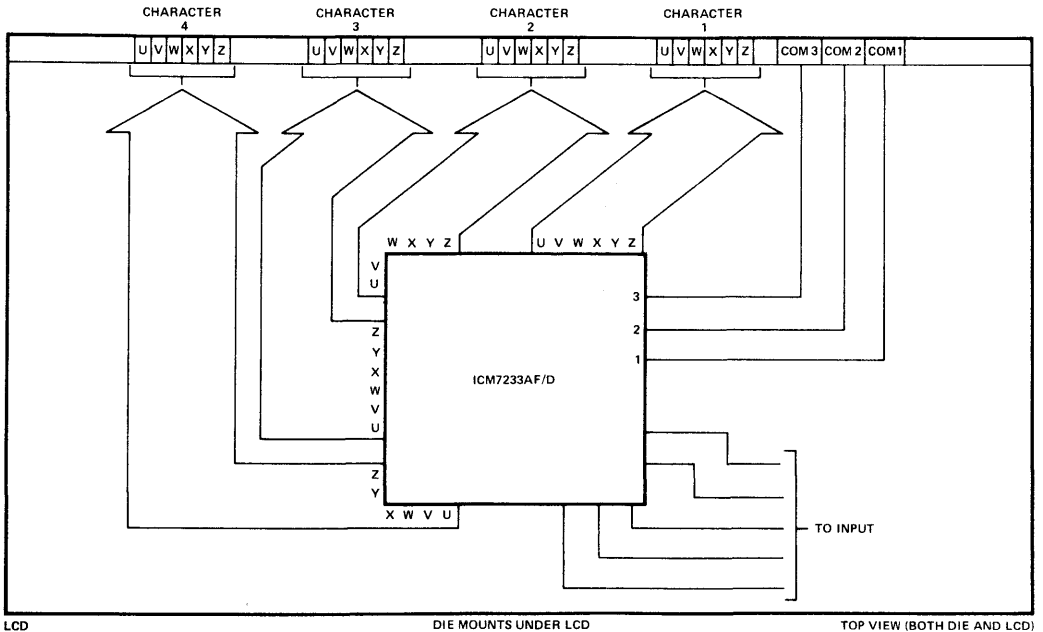 CHARACTER 4
CHARACTER 3
CHARACTER 2
CHARACTER 1
U V W X Y Z
U V W X Y Z
U V W X Y Z
U V W X Y Z
COM 3 COM 2 COM 1
W X Y Z
U V W X Y Z
V
U
Z
Y
X
W
V
U
Z
Y
X W V U
3
2
1
ICM7233AF/D
TO INPUT
LCD
DIE MOUNTS UNDER LCD
TOP VIEW (BOTH DIE AND LCD)